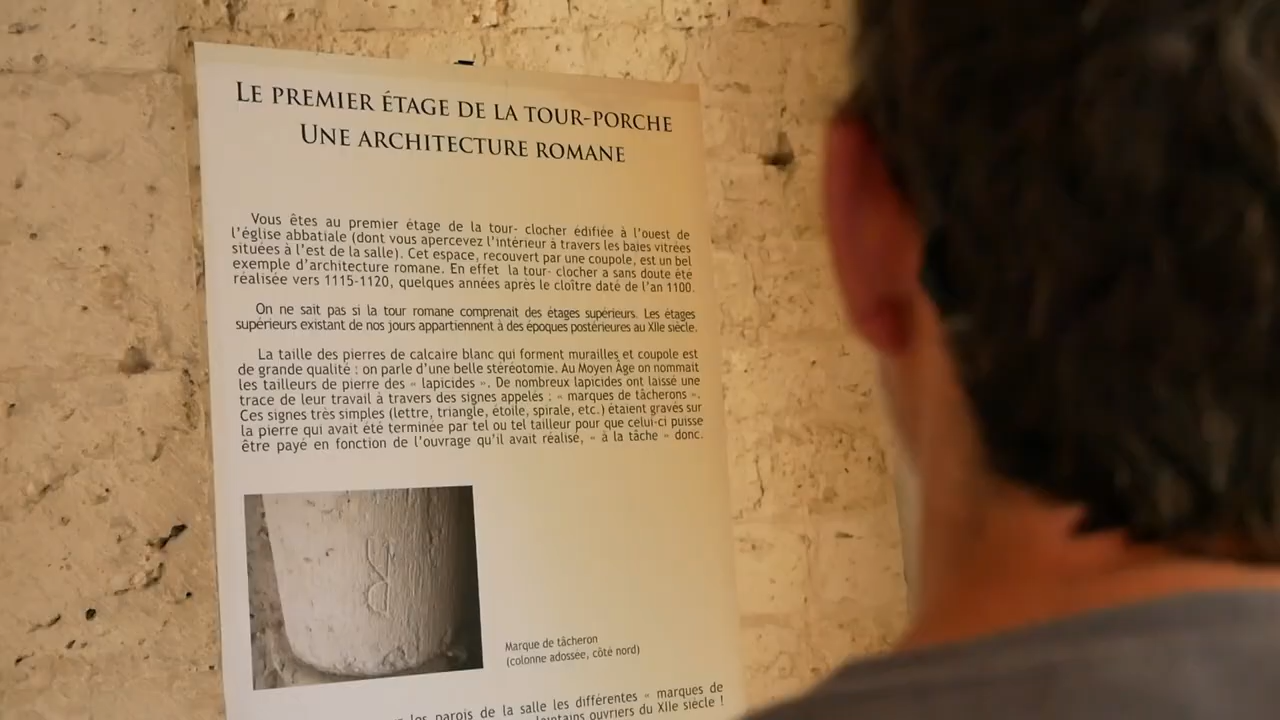 LE PREMIER ÉTAGE DE LA TOUR-PORCHE
UNE ARCHITECTURE ROMANE
Vous êtes au premier étage de la tour- clocher édifiée à l'ouest de
l'église abbatiale (dont vous apercevez l'intérieur à travers les baies vitrées
situées à l'est de la salle). Cet espace, recouvert par une coupole, est un bel
exemple d'architecture romane. En effet la tour- clocher a sans doute été
réalisée vers 1115-1120, quelques années après le cloître daté de l'an 1100.
On ne sait pas si la tour romane comprenait des étages supérieurs. Les étages
supérieurs existant de nos jours appartiennent à des époques postérieures au XIIe siècle.
La taille des pierres de calcaire blanc qui forment murailles et coupole est
de grande qualité : on parle d'une belle stéréotomie. Au Moyen Âge on nommait
les tailleurs de pierre des « lapicides ». De nombreux lapicides ont laissé une
trace de leur travail à travers des signes appelés : « marques de tâcherons ».
Ces signes très simples (lettre, triangle, étoile, spirale, etc.) étaient gravés sur
la pierre qui avait été terminée par tel ou tel tailleur pour que celui-ci puisse
être payé en fonction de l'ouvrage qu'il avait réalisé, « à la tâche » donc.
Marque de tâcheron
(colonne adossée, côté nord)
les parois de la salle les différentes « marques de
lointains ouvriers du XIIe siècle !